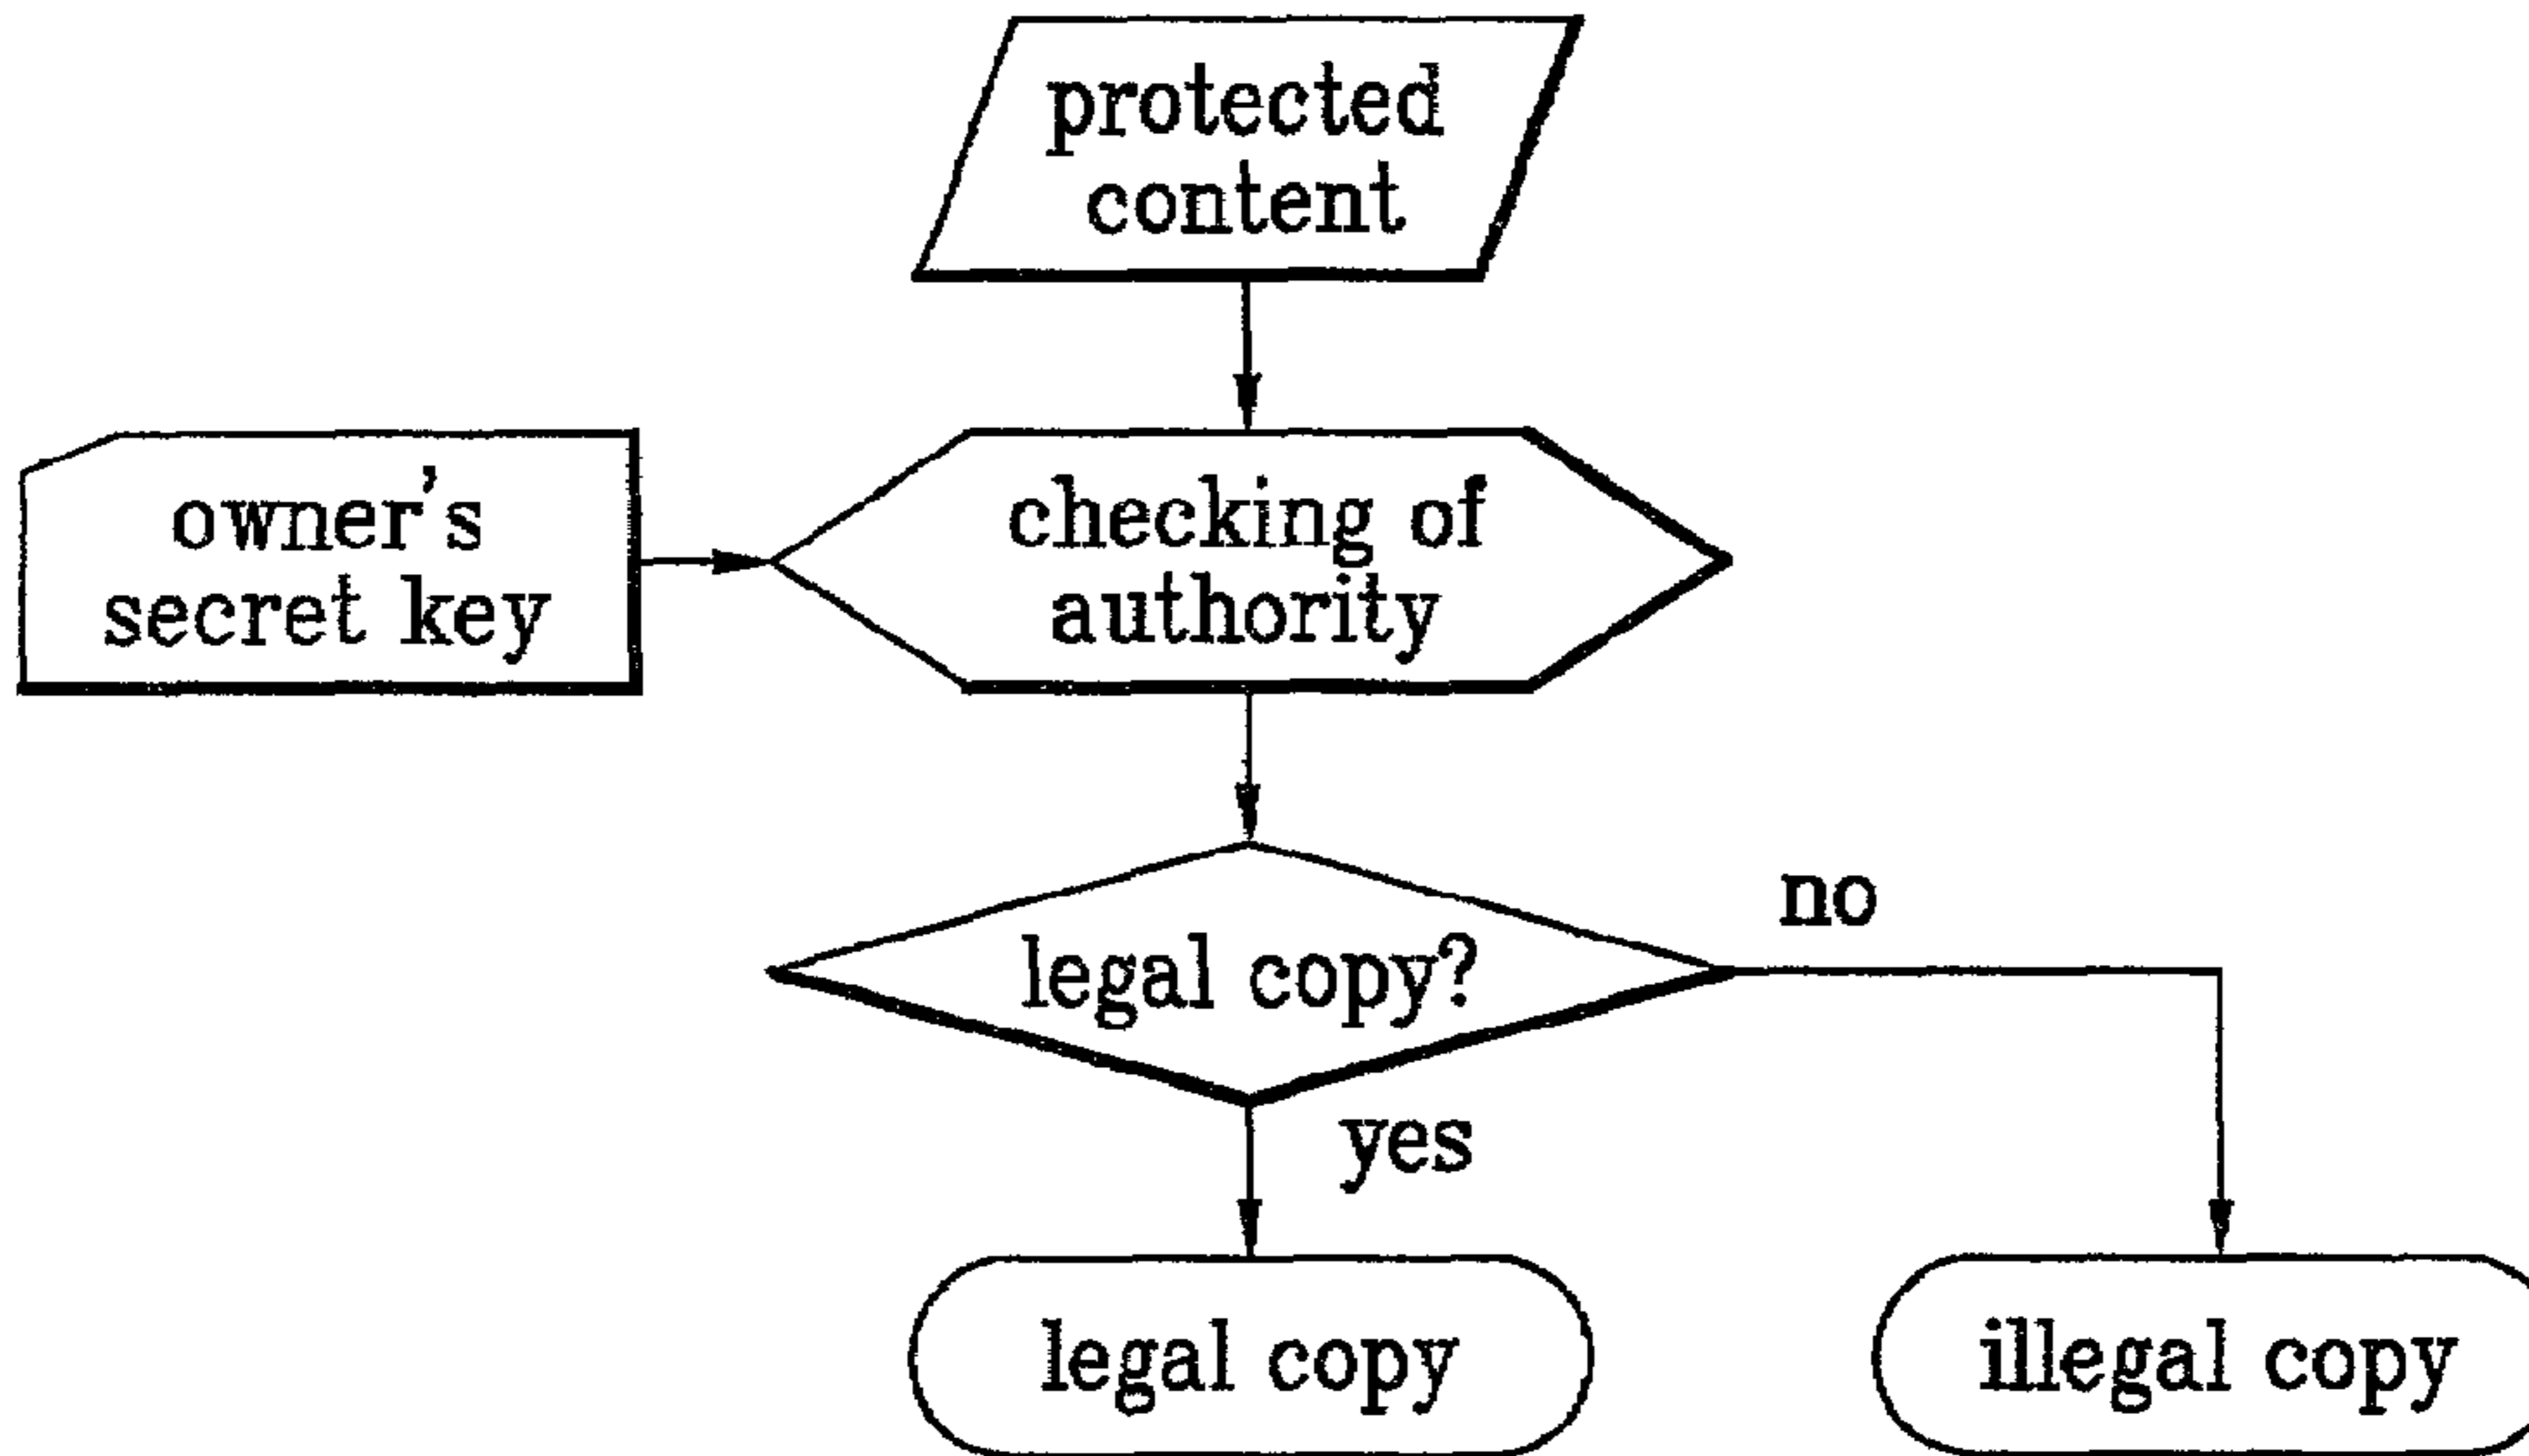 protected
content
owner's
secret key
checking of
authority
legal copy?
no
yes
legal copy
illegal copy